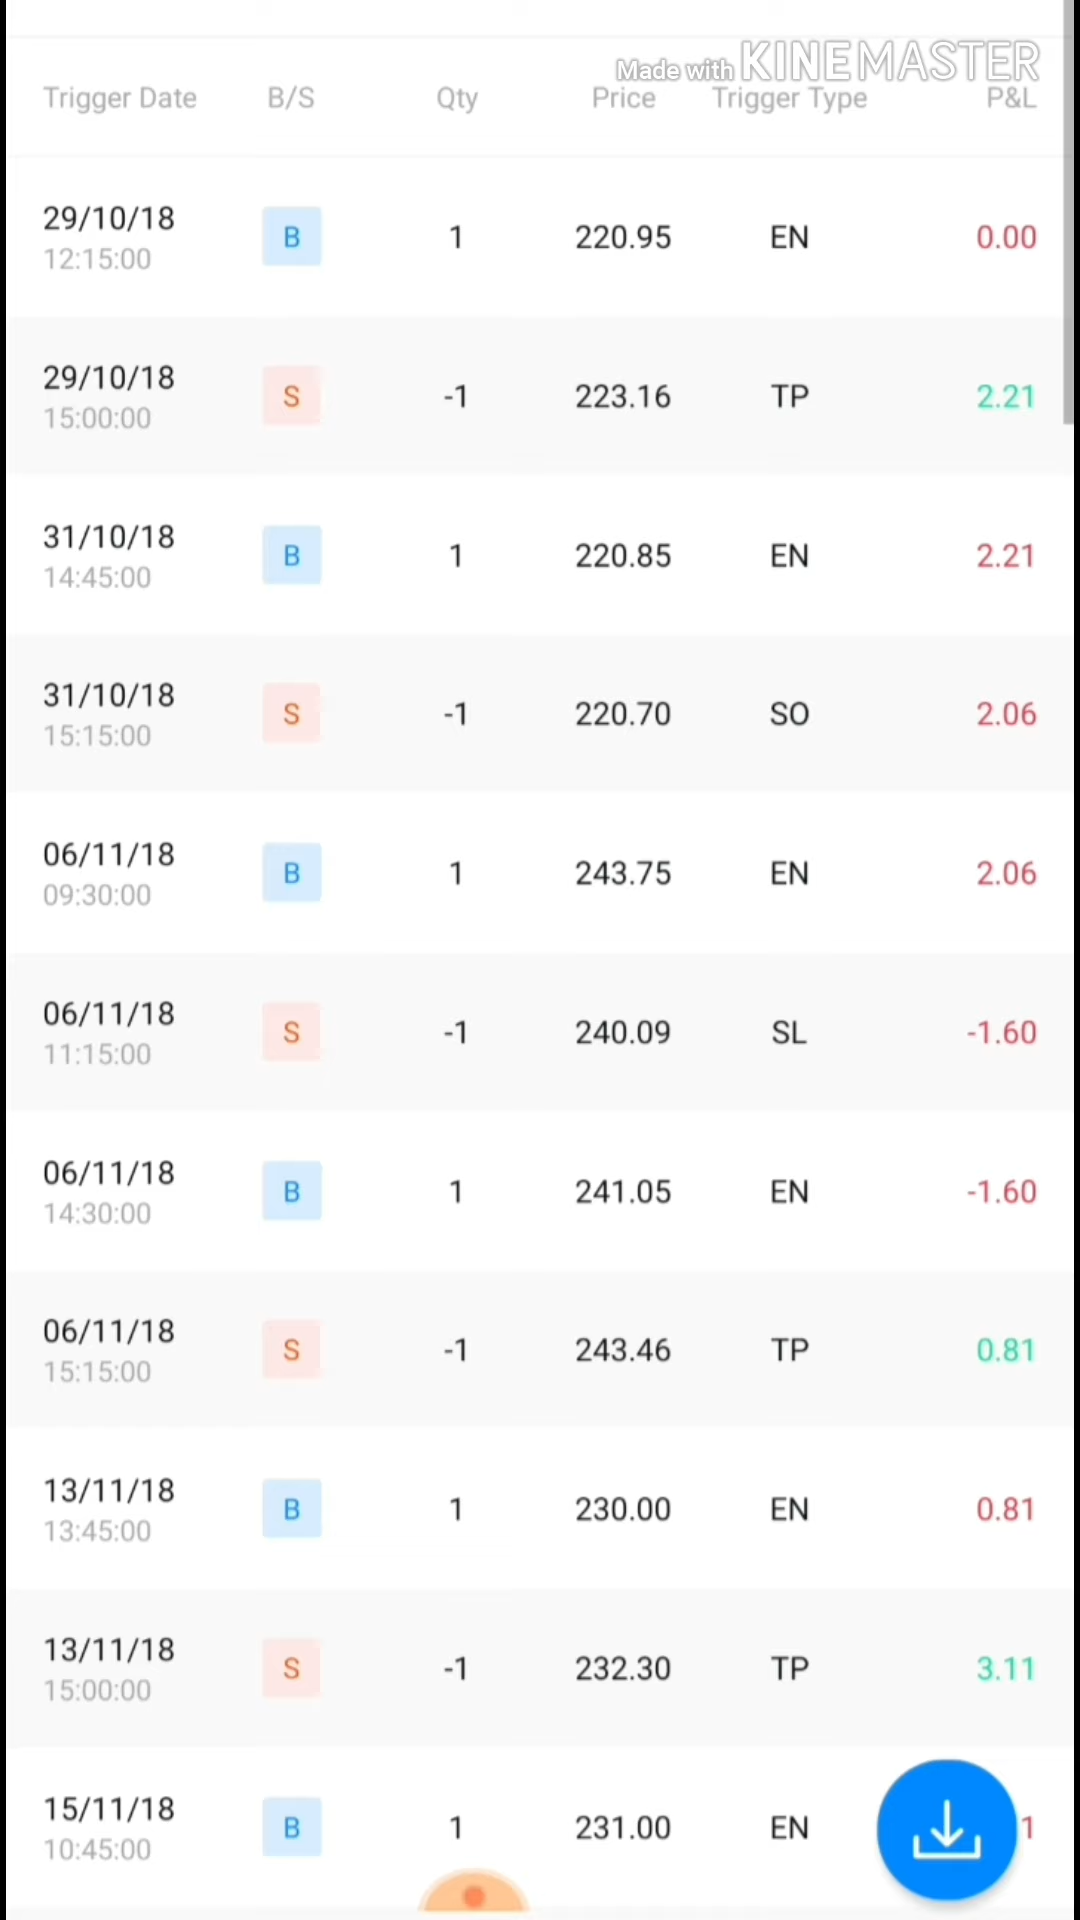 Made with KINEMASTER
Trigger Date B/S Qty Price Trigger Type P&L
29/10/18 B 1 220.95 EN 0.00
12:15:00
29/10/18 S -1 223.16 TP 2.21
15:00:00
31/10/18 B 1 220.85 EN 2.21
14:45:00
31/10/18 S -1 220.70 SO 2.06
15:15:00
06/11/18 B 1 243.75 EN 2.06
09:30:00
06/11/18 S -1 240.09 SL -1.60
11:15:00
06/11/18 B 1 241.05 EN -1.60
14:30:00
06/11/18 S -1 243.46 TP 0.81
15:15:00
13/11/18 B 1 230.00 EN 0.81
13:45:00
13/11/18 S -1 232.30 TP 3.11
15:00:00
15/11/18 B 1 231.00 EN
10:45:00